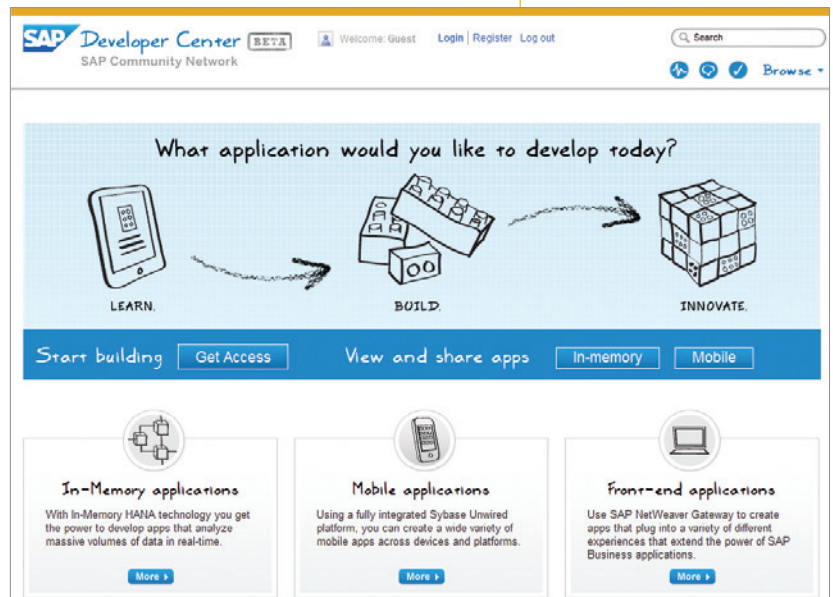 SAP Developer Center BETA
SAP Community Network
Welcome: Guest Login | Register Log out
Search
Browse
What application would you like to develop today?
LEARN. BUILD. INNOVATE.
Start building Get Access View and share apps In-memory Mobile
In-Memory applications
With In-Memory HANA technology you get
the power to develop apps that analyze
massive volumes of data in real-time.
More
Mobile applications
Using a fully integrated Sybase Unwired
platform, you can create a wide variety of
mobile apps across devices and platforms.
More
Front-end applications
Use SAP NetWeaver Gateway to create
apps that plug into a variety of different
experiences that extend the power of SAP
Business applications.
More